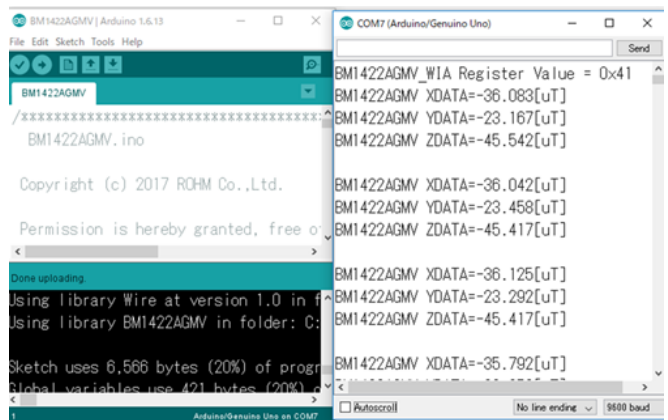 BM1422AGMV | Arduino 1.6.13
File Edit Sketch Tools Help
BM1422AGMV
/************************************
BM1422AGMV.ino
Copyright (c) 2017 ROHM Co.,Ltd.
Permission is hereby granted, free
Done uploading.
Using library Wire at version 1.0 in
Using library BM1422AGMV in folder: C:
Sketch uses 6,566 bytes (20%) of
Global variables use 421 bytes (20%)
1
Arduino/Genuino Uno on COM7
COM7 (Arduino/Genuino Uno)
Send
BM1422AGMV_WIA Register Value = 0x41
BM1422AGMV XDATA=-36.083[uT]
BM1422AGMV YDATA=-23.167[uT]
BM1422AGMV ZDATA=-45.542[uT]
BM1422AGMV XDATA=-36.042[uT]
BM1422AGMV YDATA=-23.458[uT]
BM1422AGMV ZDATA=-45.417[uT]
BM1422AGMV XDATA=-36.125[uT]
BM1422AGMV YDATA=-23.292[uT]
BM1422AGMV ZDATA=-45.417[uT]
BM1422AGMV XDATA=-35.792[uT]
Autoscroll
No line ending
9600 baud